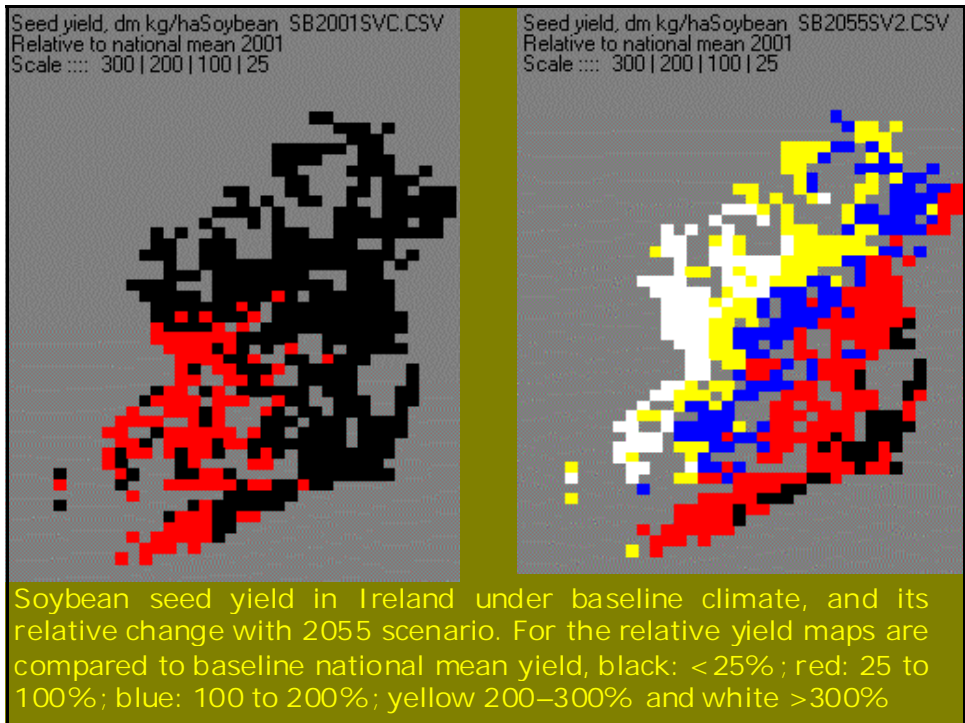 Seed yield, dm kg/haSoybean SB2001SVC.CSV
Relative to national mean 2001
Scale :::: 300 | 200 | 100 | 25
Seed yield, dm kg/haSoybean SB2055SV2.CSV
Relative to national mean 2001
Scale :::: 300 | 200 | 100 | 25
Soybean seed yield in Ireland under baseline climate, and its
relative change with 2055 scenario. For the relative yield maps are
compared to baseline national mean yield, black: <25%; red: 25 to
100%; blue: 100 to 200%; yellow 200–300% and white >300%